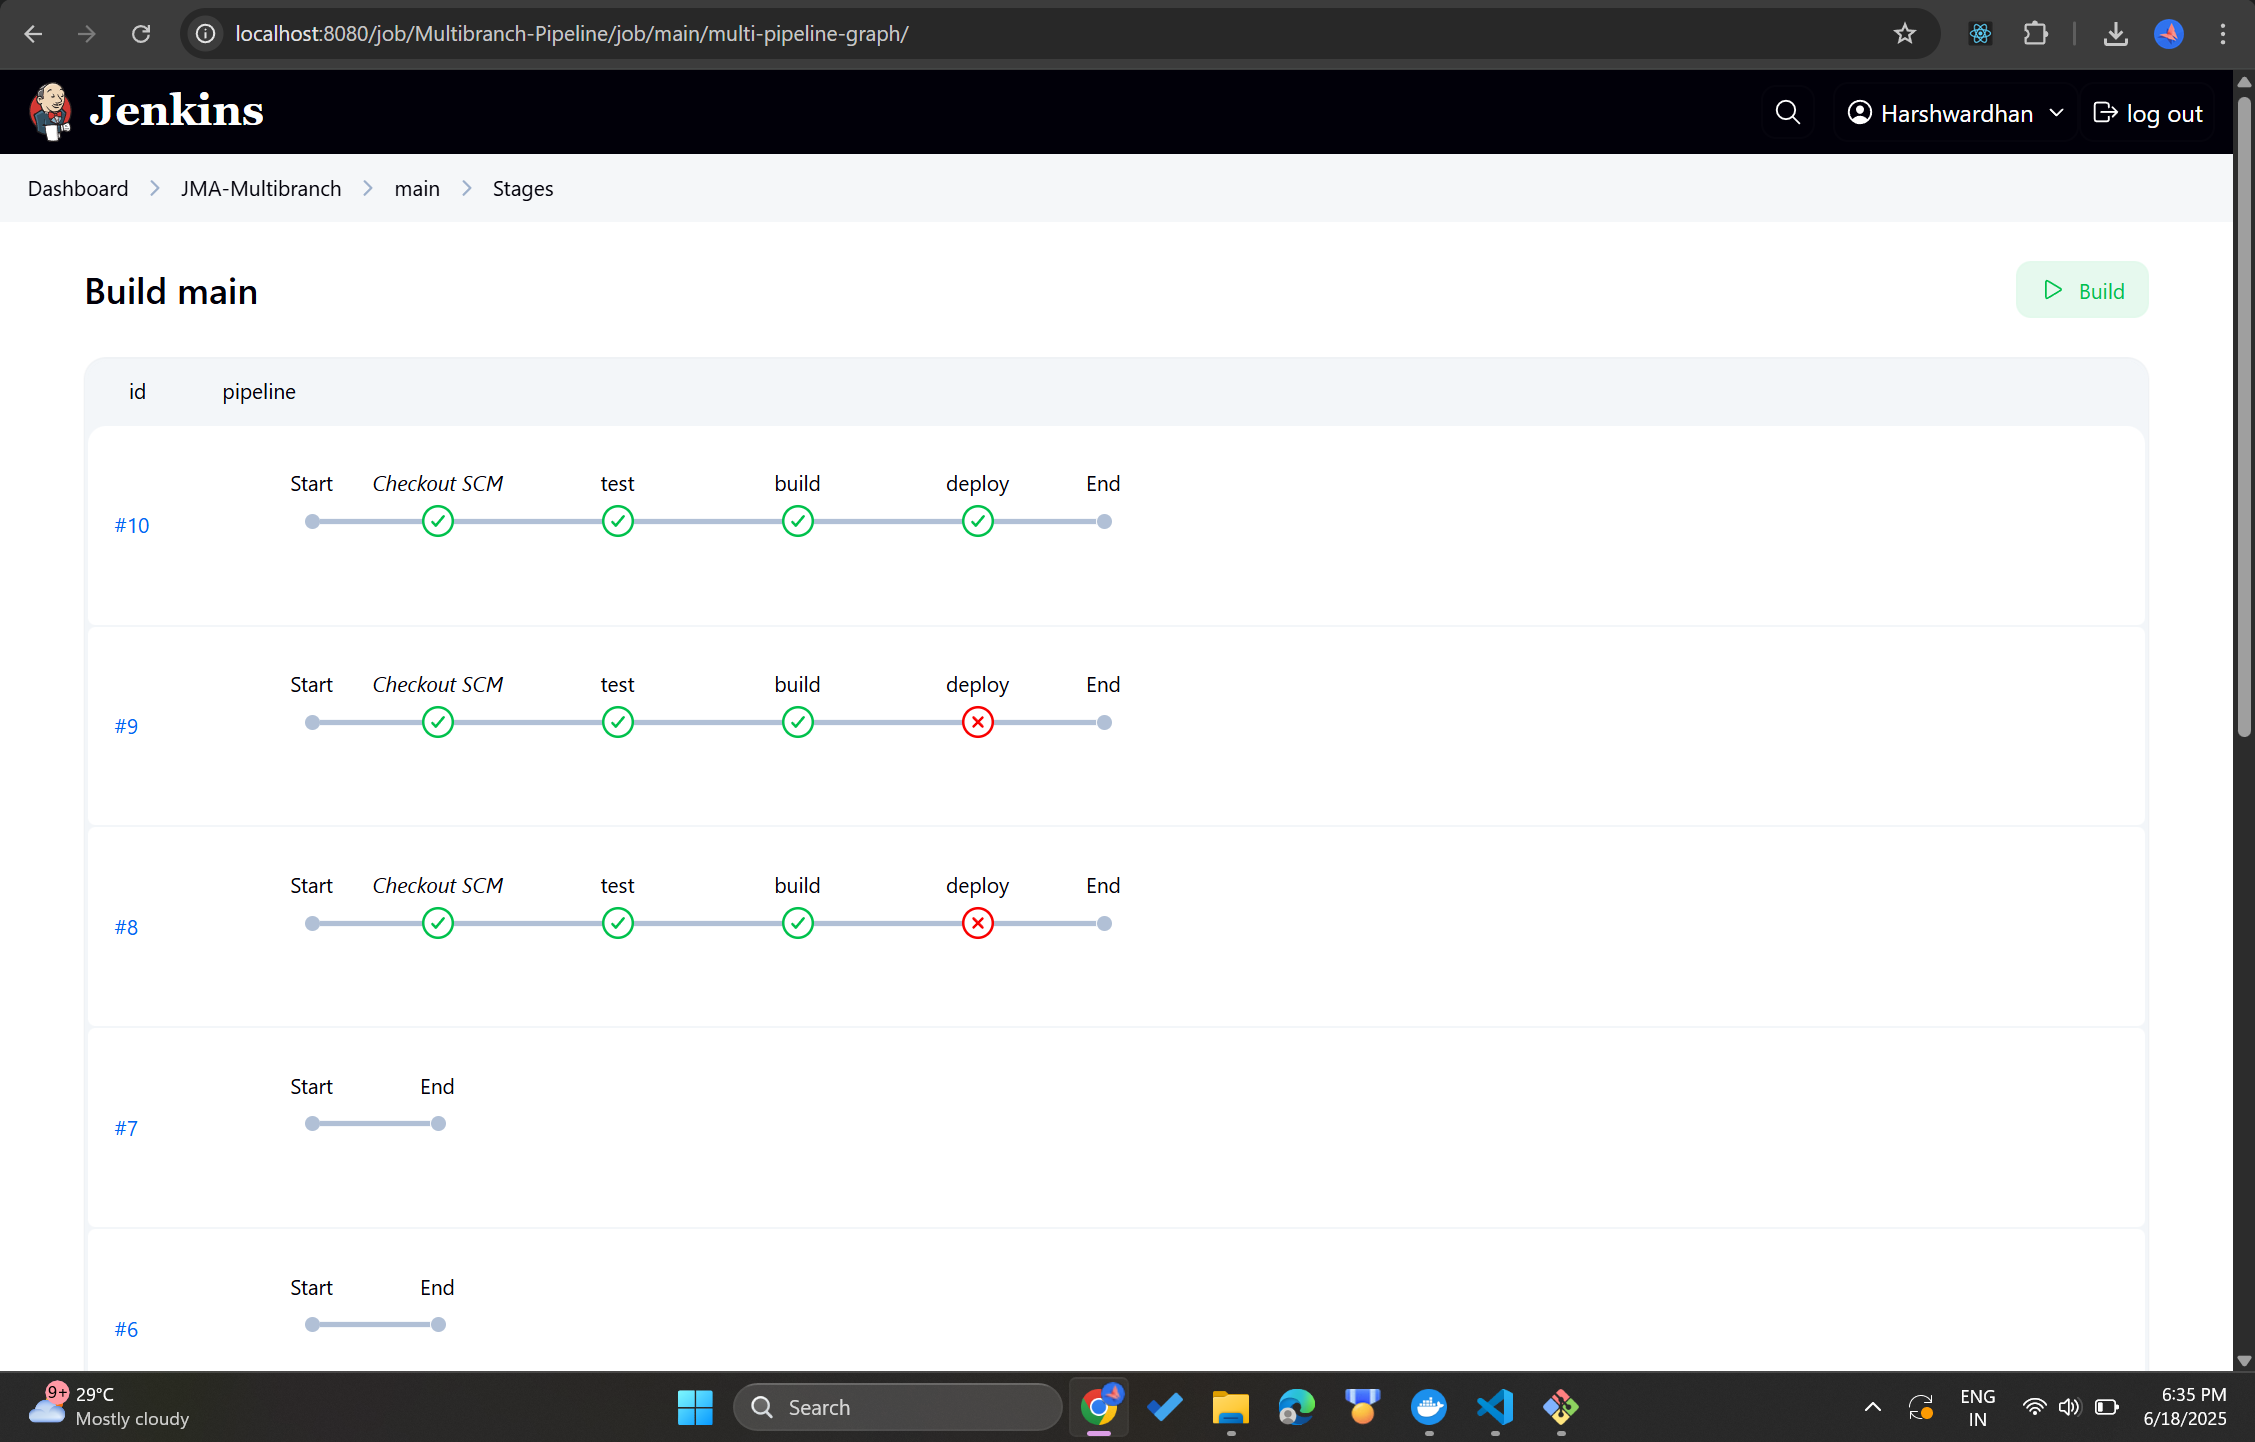 localhost:8080/job/Multibranch-Pipeline/job/main/multi-pipeline-graph/
Jenkins
Harshwardhan
log out
Dashboard
JMA-Multibranch
main
Stages
Build main
Build
id pipeline
Start Checkout SCM test build deploy End
#10
Start Checkout SCM test build deploy End
#9
Start Checkout SCM test build deploy End
#8
Start End
#7
Start End
#6
9+
29°C
Mostly cloudy
Search
ENG
IN
6:35 PM
6/18/2025